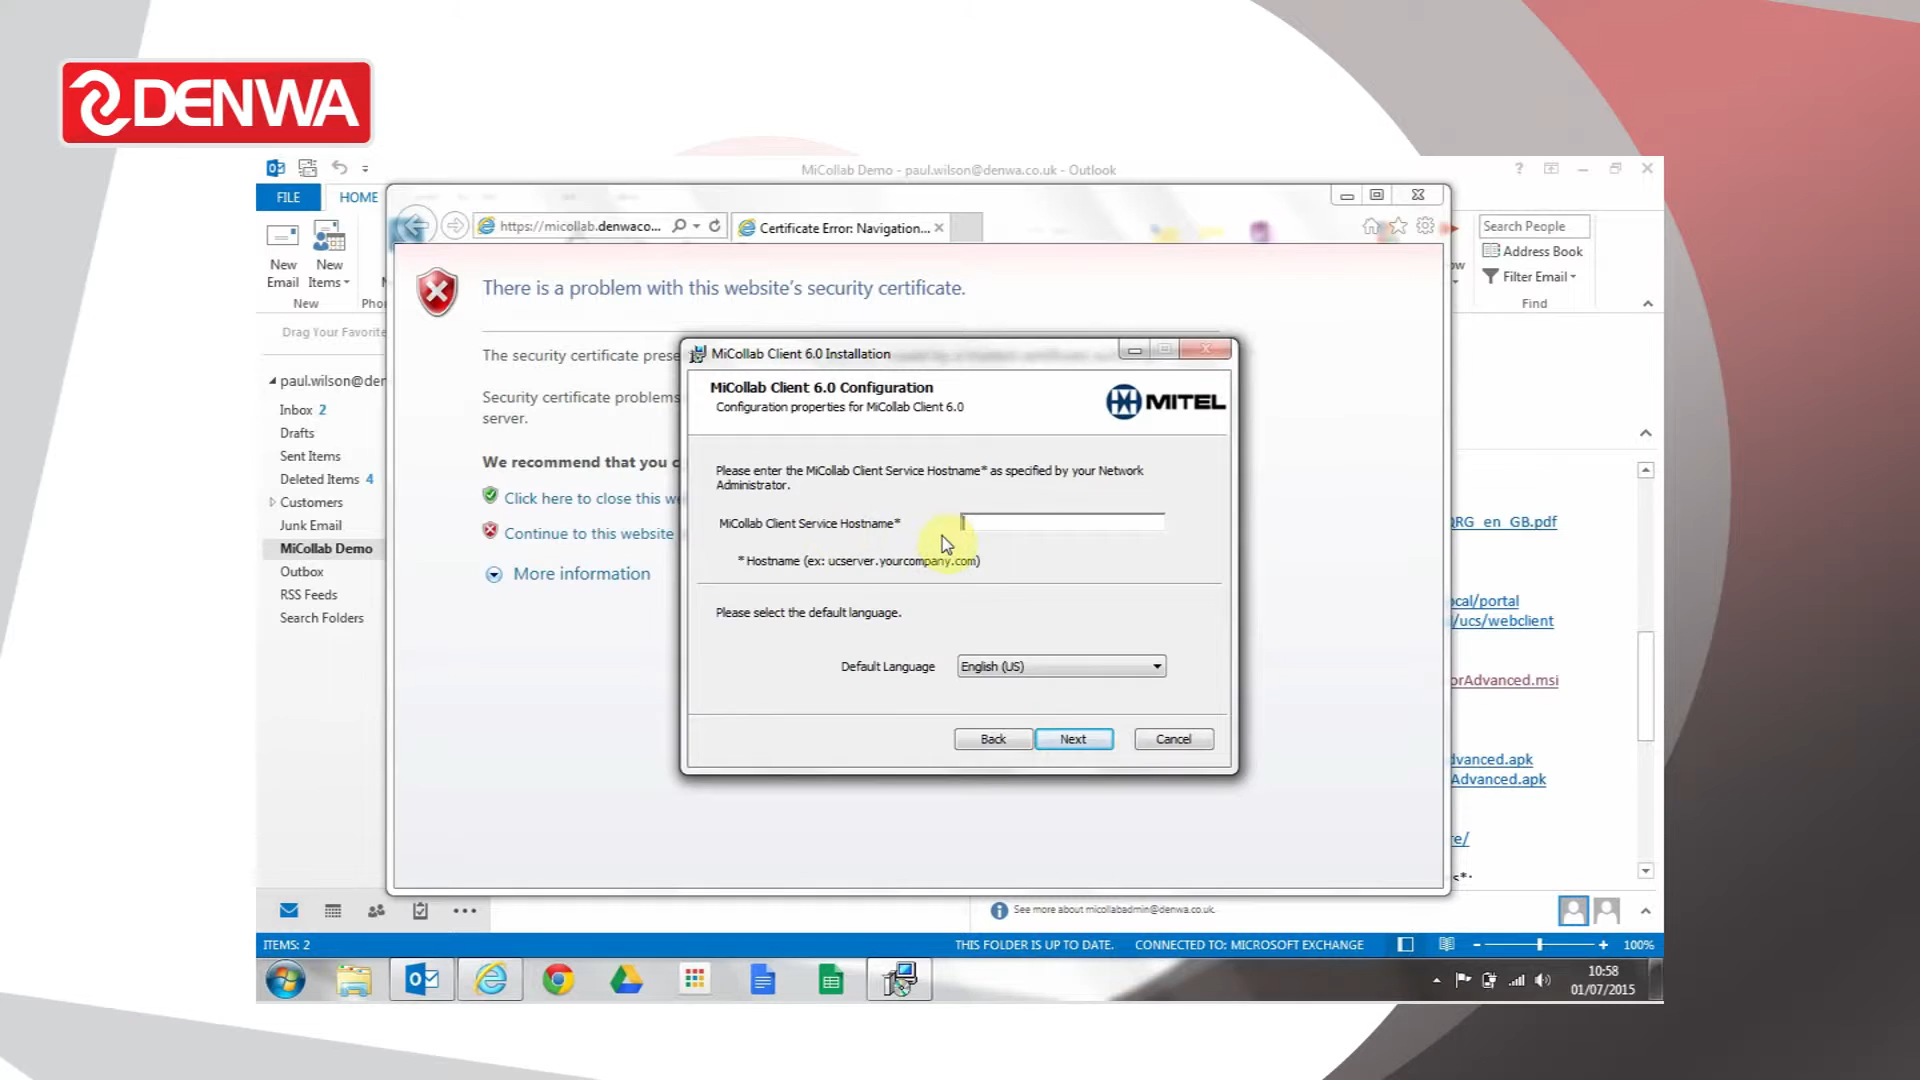 DENWA
MiCollab Demo - paul.wilson@denwa.co.uk - Outlook
FILE
HOME
https://micollab.denwaco...
Certificate Error: Navigation...
New
Email
New
Items
New
Search People
Address Book
Filter Email
Find
Drag Your Favorite
There is a problem with this website's security certificate.
The security certificate prese
Security certificate problems
server.
We recommend that you c
Click here to close this we
Continue to this website
More information
paul.wilson@den
Inbox 2
Drafts
Sent Items
Deleted Items 4
Customers
Junk Email
MiCollab Demo
Outbox
RSS Feeds
Search Folders
MiCollab Client 6.0 Installation
MiCollab Client 6.0 Configuration
Configuration properties for MiCollab Client 6.0
MITEL
Please enter the MiCollab Client Service Hostname* as specified by your Network
Administrator.
MiCollab Client Service Hostname*
* Hostname (ex: ucserver.yourcompany.com)
Please select the default language.
Default Language
English (US)
Back
Next
Cancel
QRG_en_GB.pdf
ocal/portal
/ucs/webclient
orAdvanced.msi
dvanced.apk
Advanced.apk
re/
See more about micollabadmin@denwa.co.uk.
ITEMS: 2
THIS FOLDER IS UP TO DATE.
CONNECTED TO: MICROSOFT EXCHANGE
100%
10:58
01/07/2015